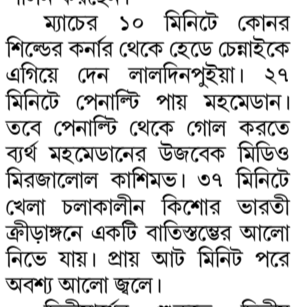 ম্যাচের ১০ মিনিটে কোনর
শিল্ডের কর্নার থেকে হেডে চেন্নাইকে
এগিয়ে দেন লালদিনপুইয়া। ২৭
মিনিটে পেনাল্টি পায় মহমেডান।
তবে পেনাল্টি থেকে গোল করতে
ব্যর্থ মহমেডানের উজবেক মিডিও
মিরজালোল কাশিমভ। ৩৭ মিনিটে
খেলা চলাকালীন কিশোর ভারতী
ক্রীড়াঙ্গনে একটি বাতিস্তম্ভের আলো
নিভে যায়। প্রায় আট মিনিট পরে
অবশ্য আলো জ্বলে।